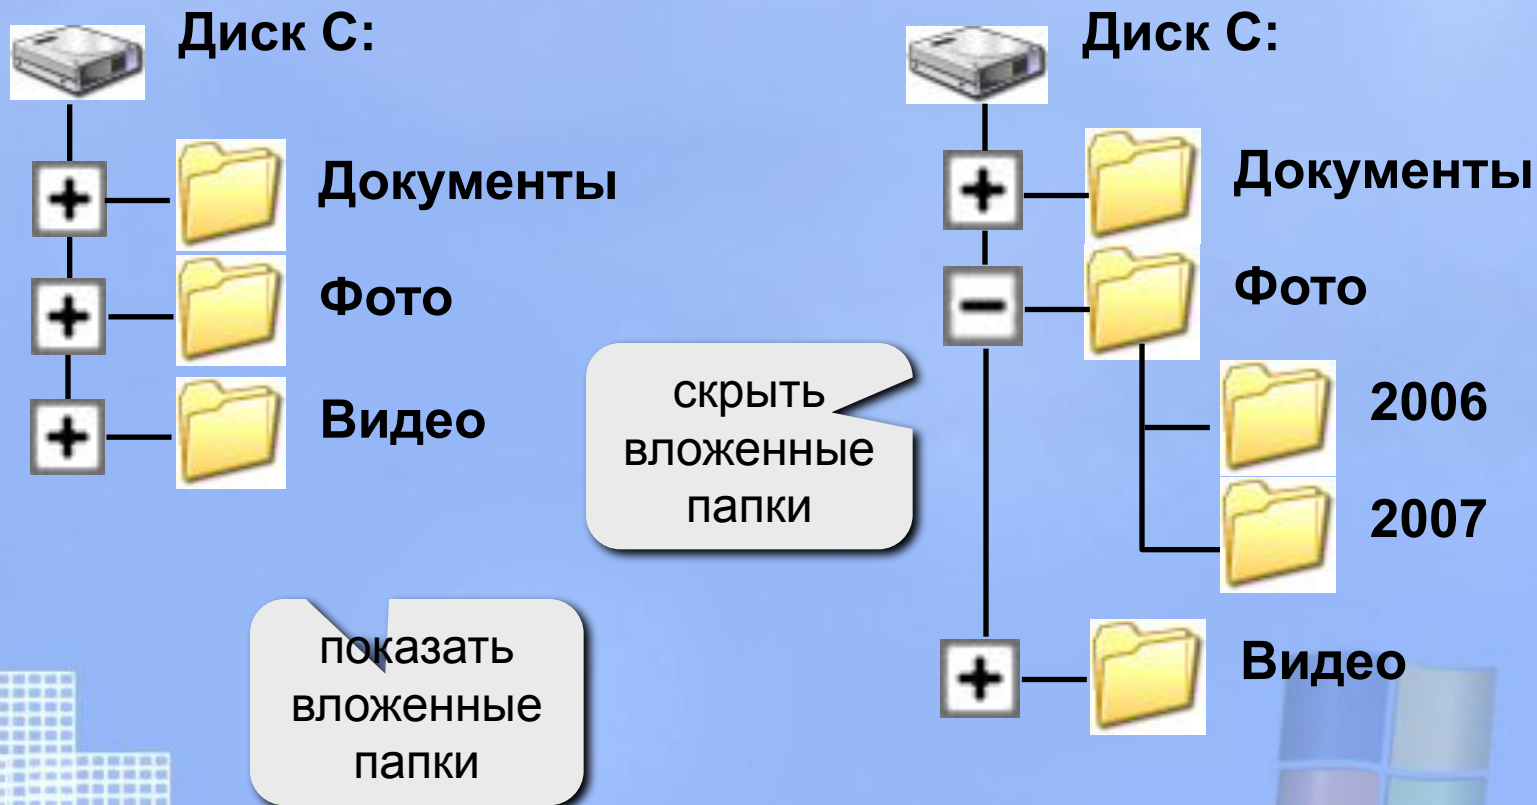 Диск C:
Документы
Фото
Видео
показать
вложенные
папки
скрыть
вложенные
папки
Диск C:
Документы
Фото
2006
2007
Видео